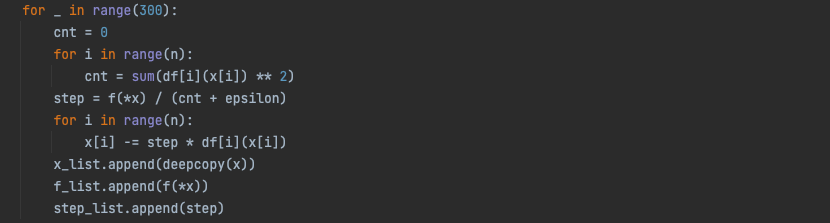 for _ in range(300):
    cnt = 0
    for i in range(n):
        cnt = sum(df[i](x[i]) ** 2)
    step = f(*x) / (cnt + epsilon)
    for i in range(n):
        x[i] -= step * df[i](x[i])
    x_list.append(deepcopy(x))
    f_list.append(f(*x))
    step_list.append(step)